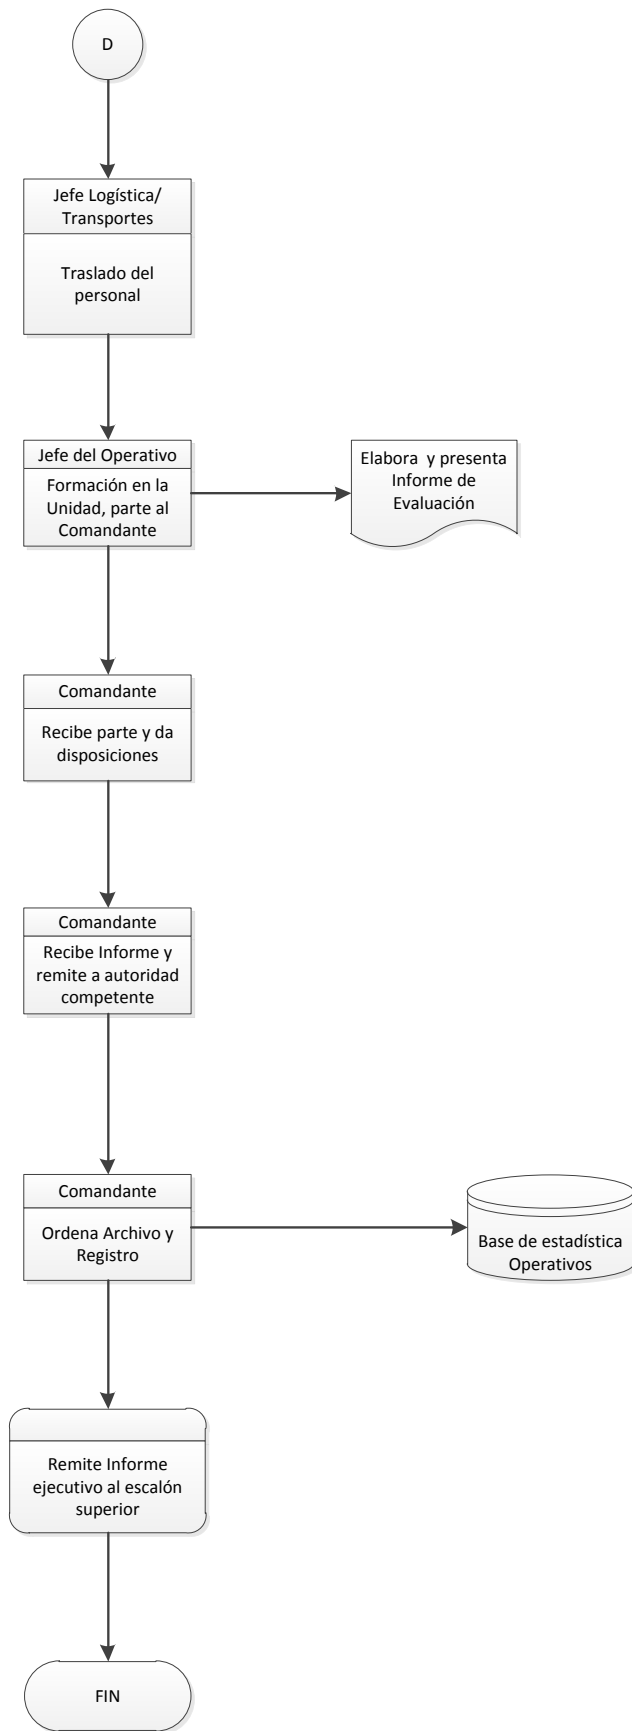 D
Jefe Logística/
Transportes
Traslado del
personal
Jefe del Operativo
Formación en la
Unidad, parte al
Comandante
Elabora  y presenta
Informe de
Evaluación
Comandante
Recibe parte y da
disposiciones
Comandante
Recibe Informe y
remite a autoridad
competente
Comandante
Ordena Archivo y
Registro
Base de estadística
Operativos
Remite Informe
ejecutivo al escalón
superior
FIN